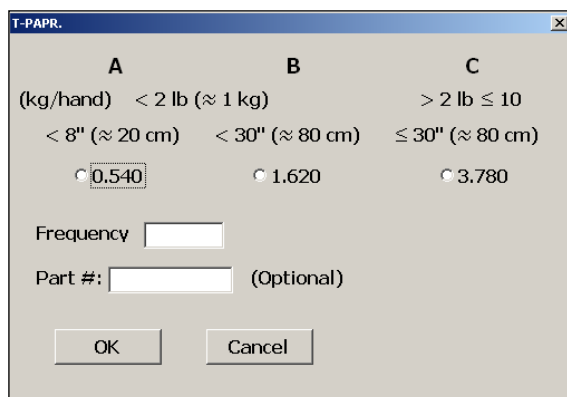 T-PAPR.
A B C
(kg/hand) < 2 lb (≈ 1 kg) > 2 lb ≤ 10
< 8" (≈ 20 cm) < 30" (≈ 80 cm) ≤ 30" (≈ 80 cm)
0.540 1.620 3.780
Frequency
Part #: (Optional)
OK Cancel